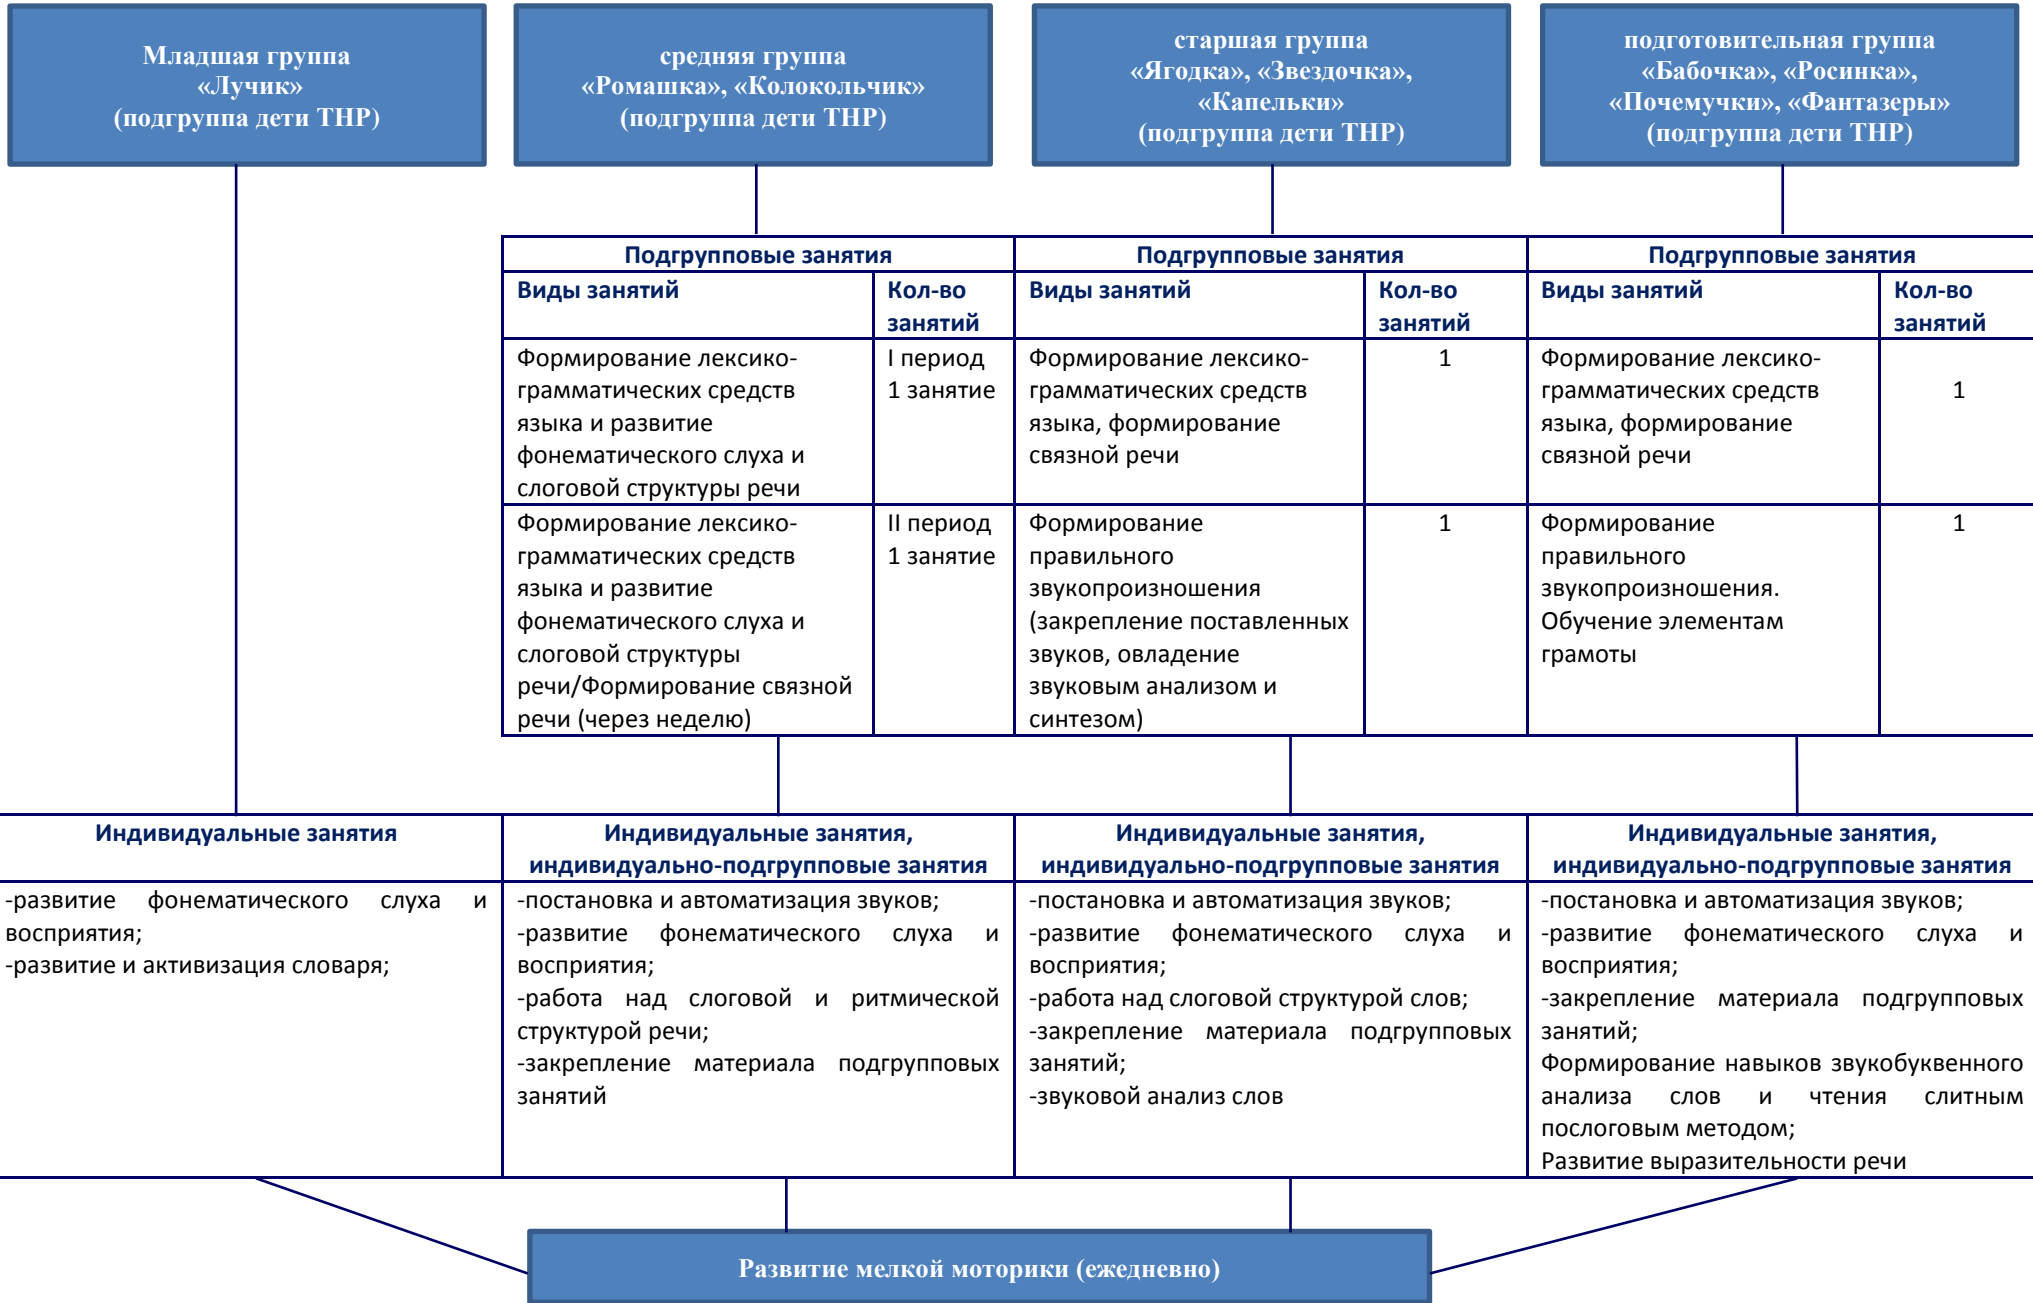 Младшая группа
«Лучик»
(подгруппа дети ТНР)
средняя группа
«Ромашка», «Колокольчик»
(подгруппа дети ТНР)
старшая группа
«Ягодка», «Звездочка»,
«Капельки»
(подгруппа дети ТНР)
подготовительная группа
«Бабочка», «Росинка»,
«Почемучки», «Фантазеры»
(подгруппа дети ТНР)
Подгрупповые занятия
Виды занятий
Кол-во
занятий
Формирование лексико-
грамматических средств
языка и развитие
фонематического слуха и
слоговой структуры речи
I период
1 занятие
Формирование лексико-
грамматических средств
языка и развитие
фонематического слуха и
слоговой структуры
речи/Формирование связной
речи (через неделю)
II период
1 занятие
Подгрупповые занятия
Виды занятий
Кол-во
занятий
Формирование лексико-
грамматических средств
языка, формирование
связной речи
1
Формирование
правильного
звукопроизношения
(закрепление поставленных
звуков, овладение
звуковым анализом и
синтезом)
1
Подгрупповые занятия
Виды занятий
Кол-во
занятий
Формирование лексико-
грамматических средств
языка, формирование
связной речи
1
Формирование
правильного
звукопроизношения.
Обучение элементам
грамоты
1
Индивидуальные занятия
-развитие фонематического слуха и
восприятия;
-развитие и активизация словаря;
Индивидуальные занятия,
индивидуально-подгрупповые занятия
-постановка и автоматизация звуков;
-развитие фонематического слуха и
восприятия;
-работа над слоговой и ритмической
структурой речи;
-закрепление материала подгрупповых
занятий
Индивидуальные занятия,
индивидуально-подгрупповые занятия
-постановка и автоматизация звуков;
-развитие фонематического слуха и
восприятия;
-работа над слоговой структурой слов;
-закрепление материала подгрупповых
занятий;
-звуковой анализ слов
Индивидуальные занятия,
индивидуально-подгрупповые занятия
-постановка и автоматизация звуков;
-развитие фонематического слуха и
восприятия;
-закрепление материала подгрупповых
занятий;
Формирование навыков звукобуквенного
анализа слов и чтения слитным
послоговым методом;
Развитие выразительности речи
Развитие мелкой моторики (ежедневно)